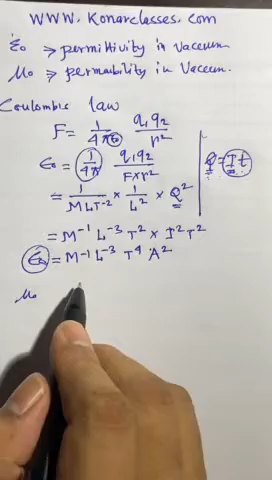 www.Konarclasses.com
ε₀ → permittivity in vaccum
μ₀ → permability in Vaccum.
Coulombic law
F = 1/4πε₀ q₁q₂/r²
ε₀ = 1/4π q₁q₂/F×r² | Q = It
= 1/MLT⁻² × 1/L² × Q²
= M⁻¹ L⁻³ T² × I² T²
ε₀ = M⁻¹ L⁻³ T⁴ A²
μ₀